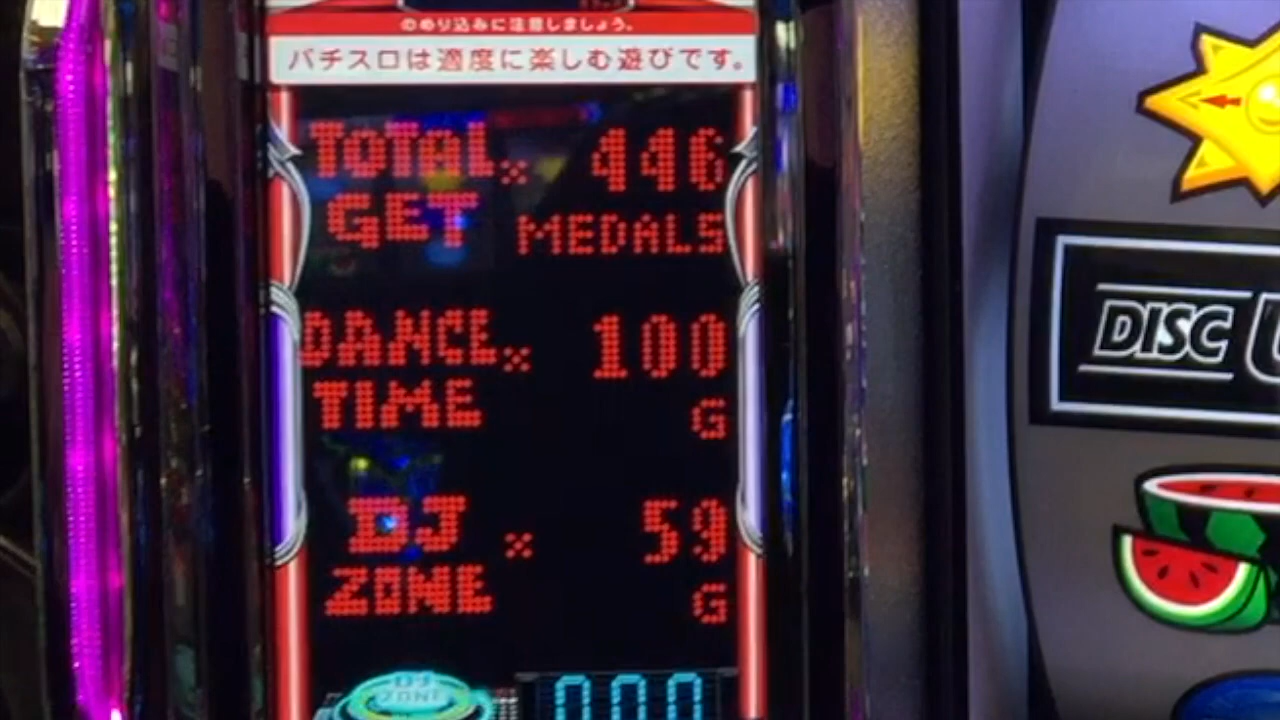 のめり込みに注意しましょう。
パチスロは適度に楽しむ遊びです。
TOTAL × 446
GET MEDALS
DANCE × 100
TIME G
DJ × 59
ZONE G
DJ
ZONE
000
DISC